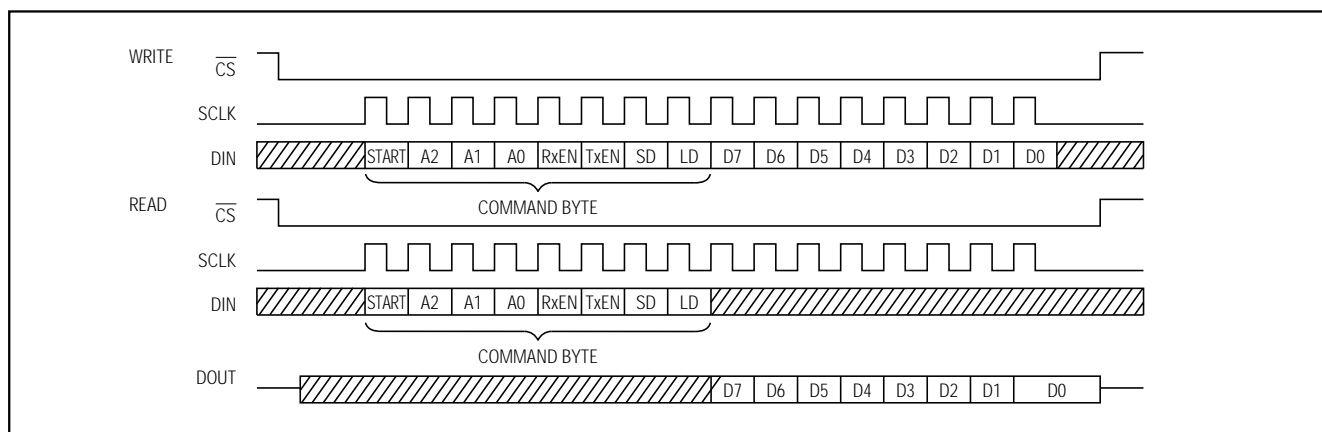 WRITE CS
SCLK
DIN START A2 A1 A0 RxEN TxEN SD LD D7 D6 D5 D4 D3 D2 D1 D0
COMMAND BYTE
READ CS
SCLK
DIN START A2 A1 A0 RxEN TxEN SD LD
COMMAND BYTE
DOUT D7 D6 D5 D4 D3 D2 D1 D0